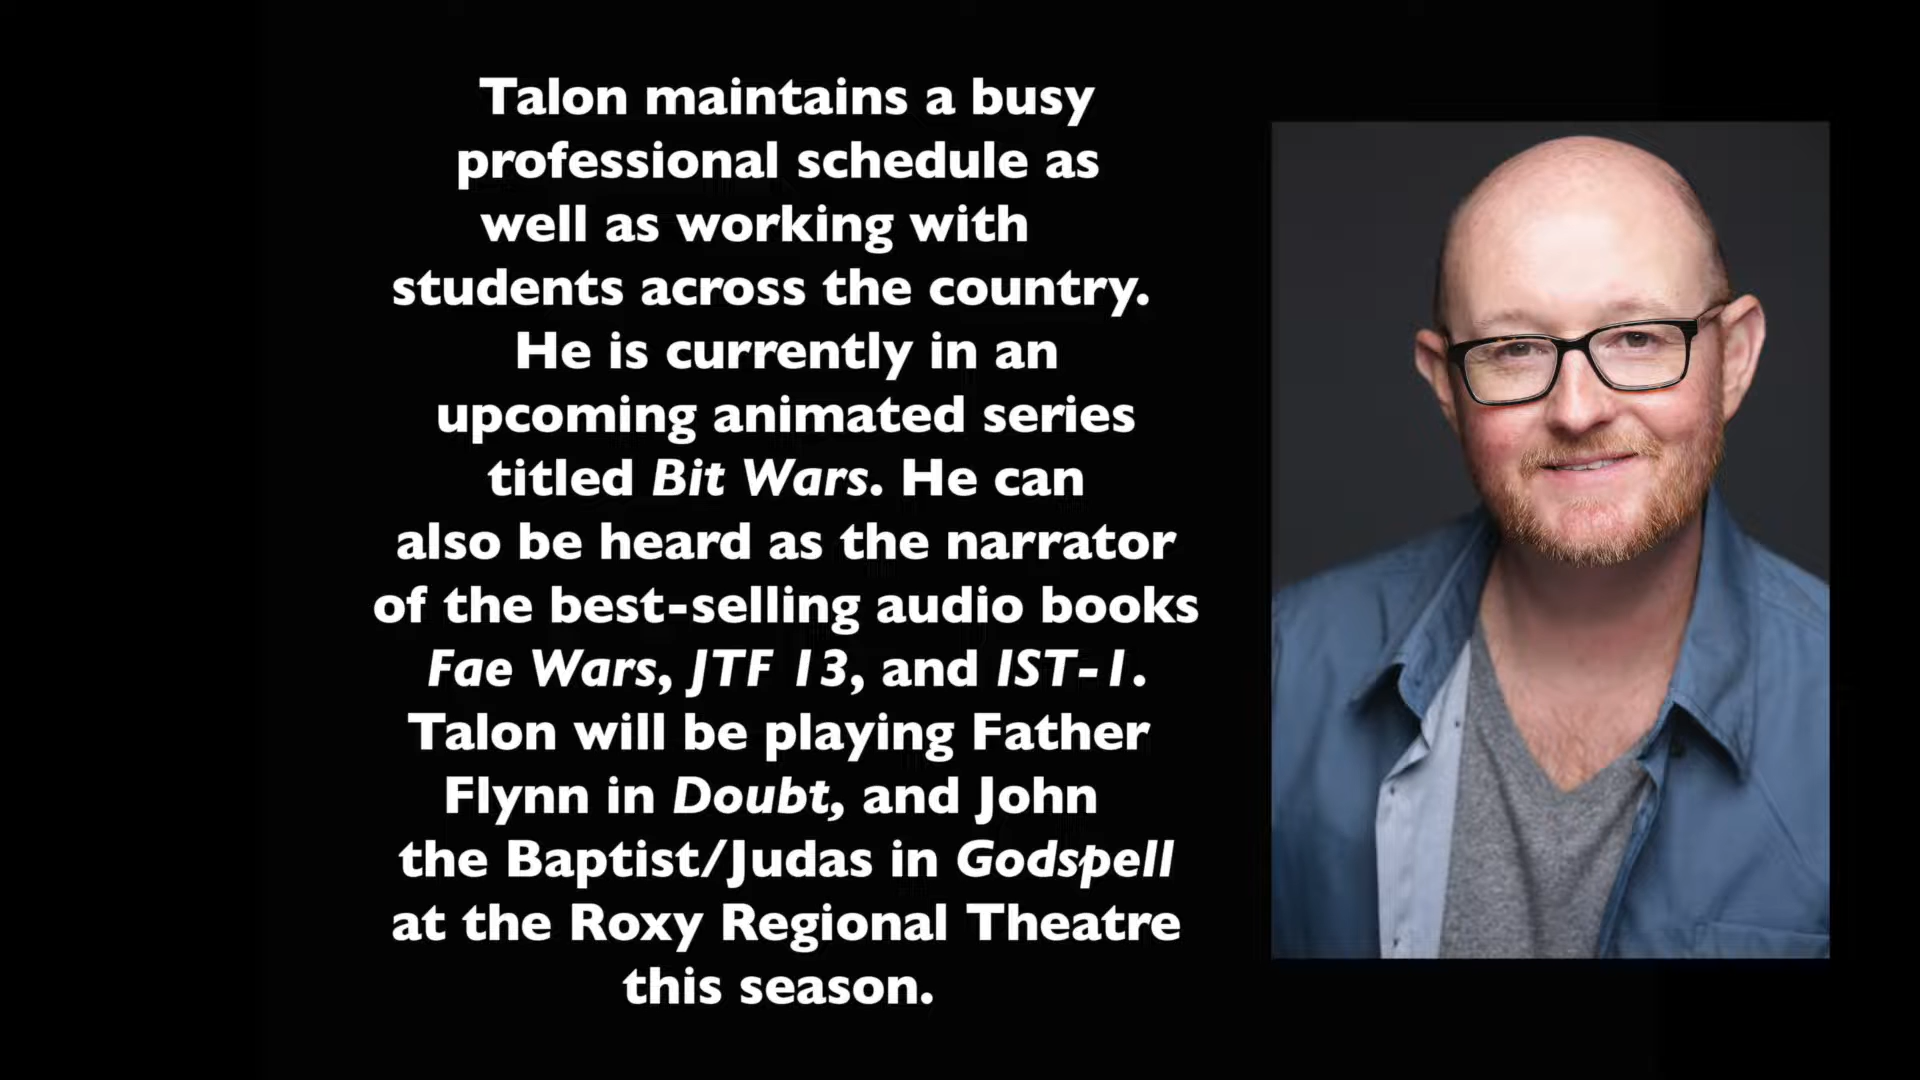 Talon maintains a busy
professional schedule as
well as working with
students across the country.
He is currently in an
upcoming animated series
titled Bit Wars. He can
also be heard as the narrator
of the best-selling audio books
Fae Wars, JTF 13, and IST-1.
Talon will be playing Father
Flynn in Doubt, and John
the Baptist/Judas in Godspell
at the Roxy Regional Theatre
this season.